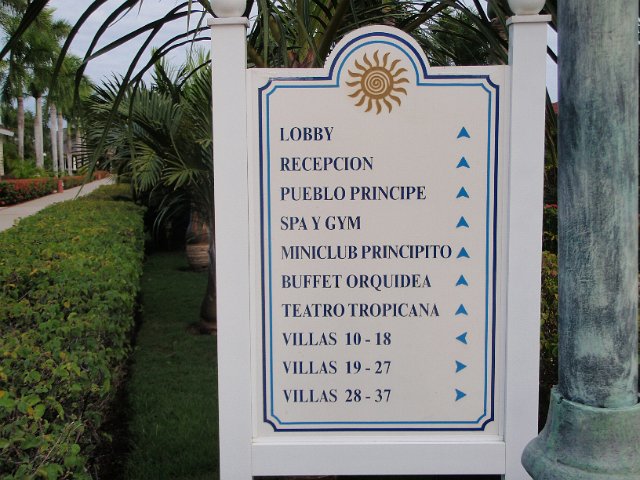 LOBBY
RECEPCION
PUEBLO PRINCIPE
SPA Y GYM
MINICLUB PRINCIPITO
BUFFET ORQUIDEA
TEATRO TROPICANA
VILLAS 10 - 18
VILLAS 19 - 27
VILLAS 28 - 37